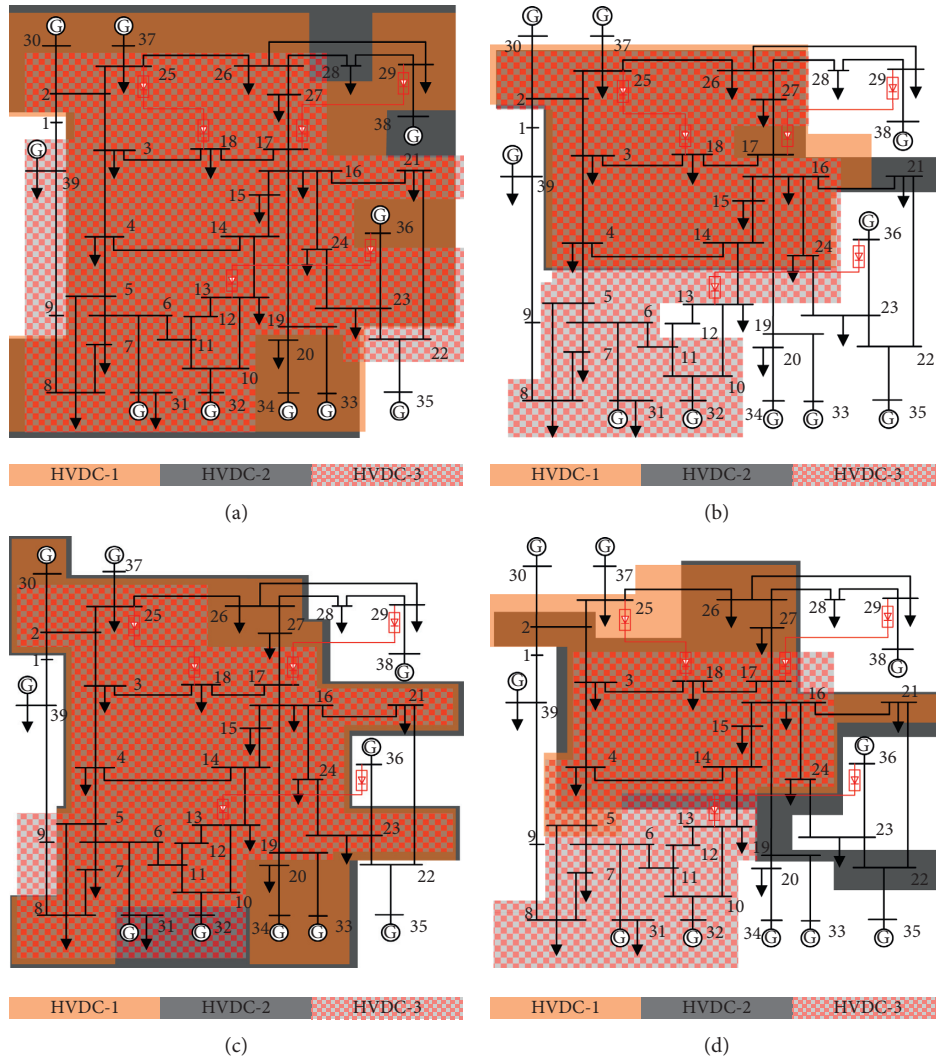 G G
30 37
25 26 28 29
2 27
1 38
G G
3 18 17
39 16 21
15
4 14 G
24 36
5 13
9 6 12 19 23
7 11 20 22
8 10
G 31 G 32 34 G G 33 35
G
HVDC-1 HVDC-2 HVDC-3
(a)
G G
30 37
25 26 28 29
2 27
1 38
G G
3 18 17
39 16 21
15
4 14 G
24 36
5 13
9 6 12 19 23
7 11 20 22
8 10
G 31 G 32 34 G G 33 35 G
HVDC-1 HVDC-2 HVDC-3
(b)
G G
30 37
25 26 28 29
2 27
1 38
G G
3 18 17
39 16 21
15
4 14 G
24 36
5 13
9 6 12 19 23
7 11 20 22
8 10
G 31 G 32 34 G G 33 35
G
HVDC-1 HVDC-2 HVDC-3
(c)
G G
30 37
25 26 28 29
2 27
1 38
G G
3 18 17
39 16 21
15
4 14 G
24 36
5 13
9 6 12 19 23
7 11 20 22
8 10
G 31 G 32 34 G G 33 35 G
HVDC-1 HVDC-2 HVDC-3
(d)